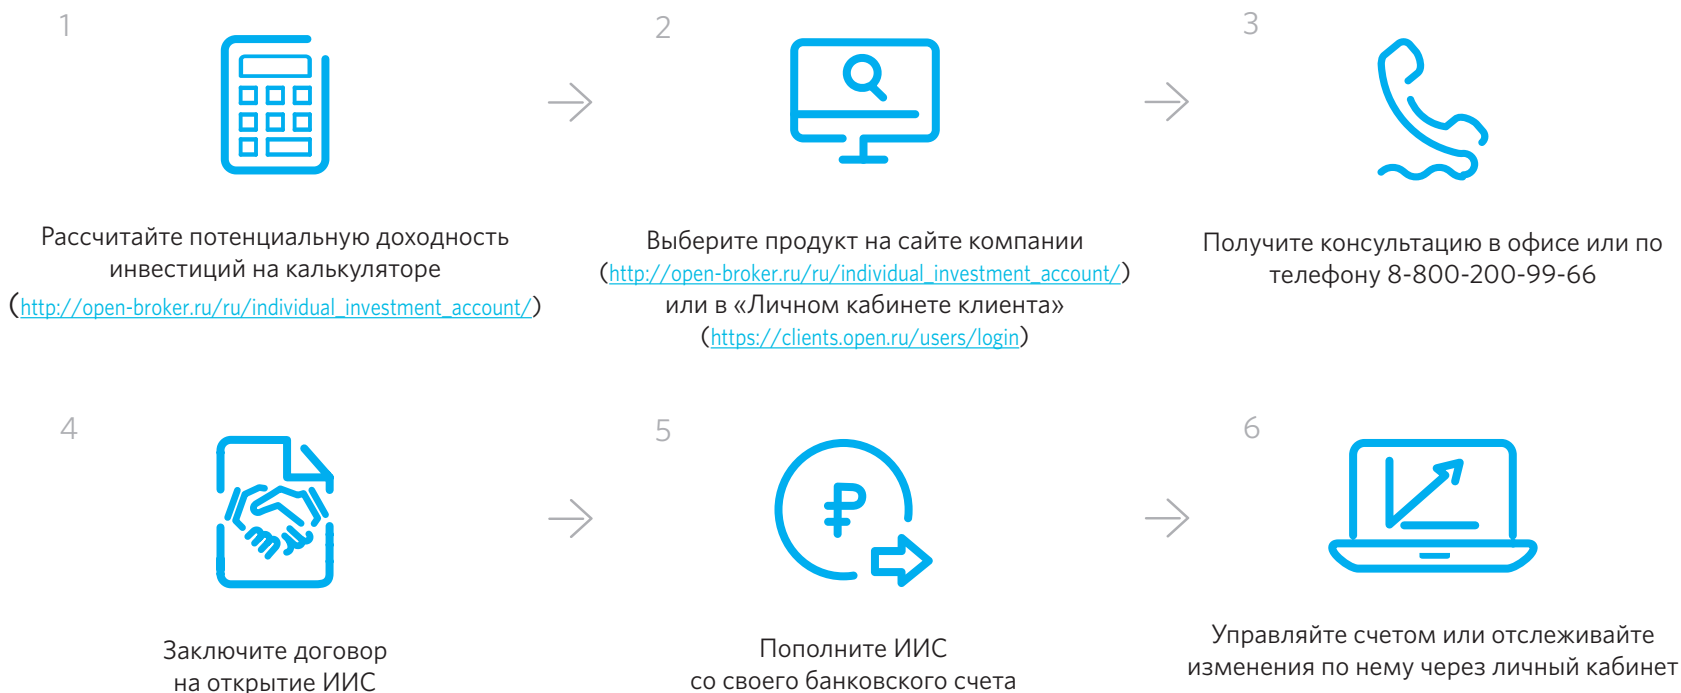 1
Рассчитайте потенциальную доходность
инвестиций на калькуляторе
(http://open-broker.ru/ru/individual_investment_account/)
2
Выберите продукт на сайте компании
(http://open-broker.ru/ru/individual_investment_account/)
или в «Личном кабинете клиента»
(https://clients.open.ru/users/login)
3
Получите консультацию в офисе или по
телефону 8-800-200-99-66
4
Заключите договор
на открытие ИИС
5
₽
Пополните ИИС
со своего банковского счета
6
Управляйте счетом или отслеживайте
изменения по нему через личный кабинет